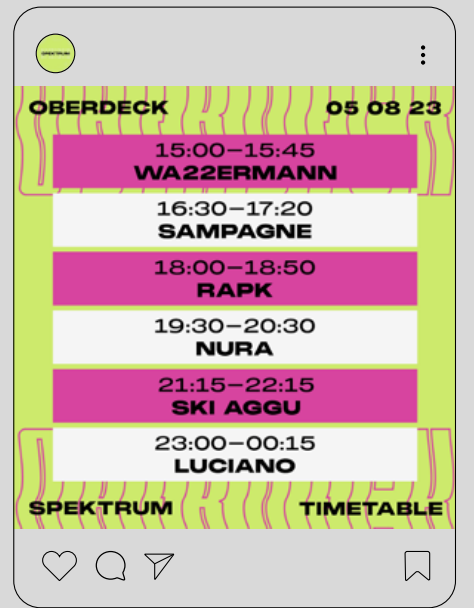 SPEKTRUM
OBERDECK
05 08 23
15:00–15:45
WA22ERMANN
16:30–17:20
SAMPAGNE
18:00–18:50
RAPK
19:30–20:30
NURA
21:15–22:15
SKI AGGU
23:00–00:15
LUCIANO
SPEKTRUM
TIMETABLE